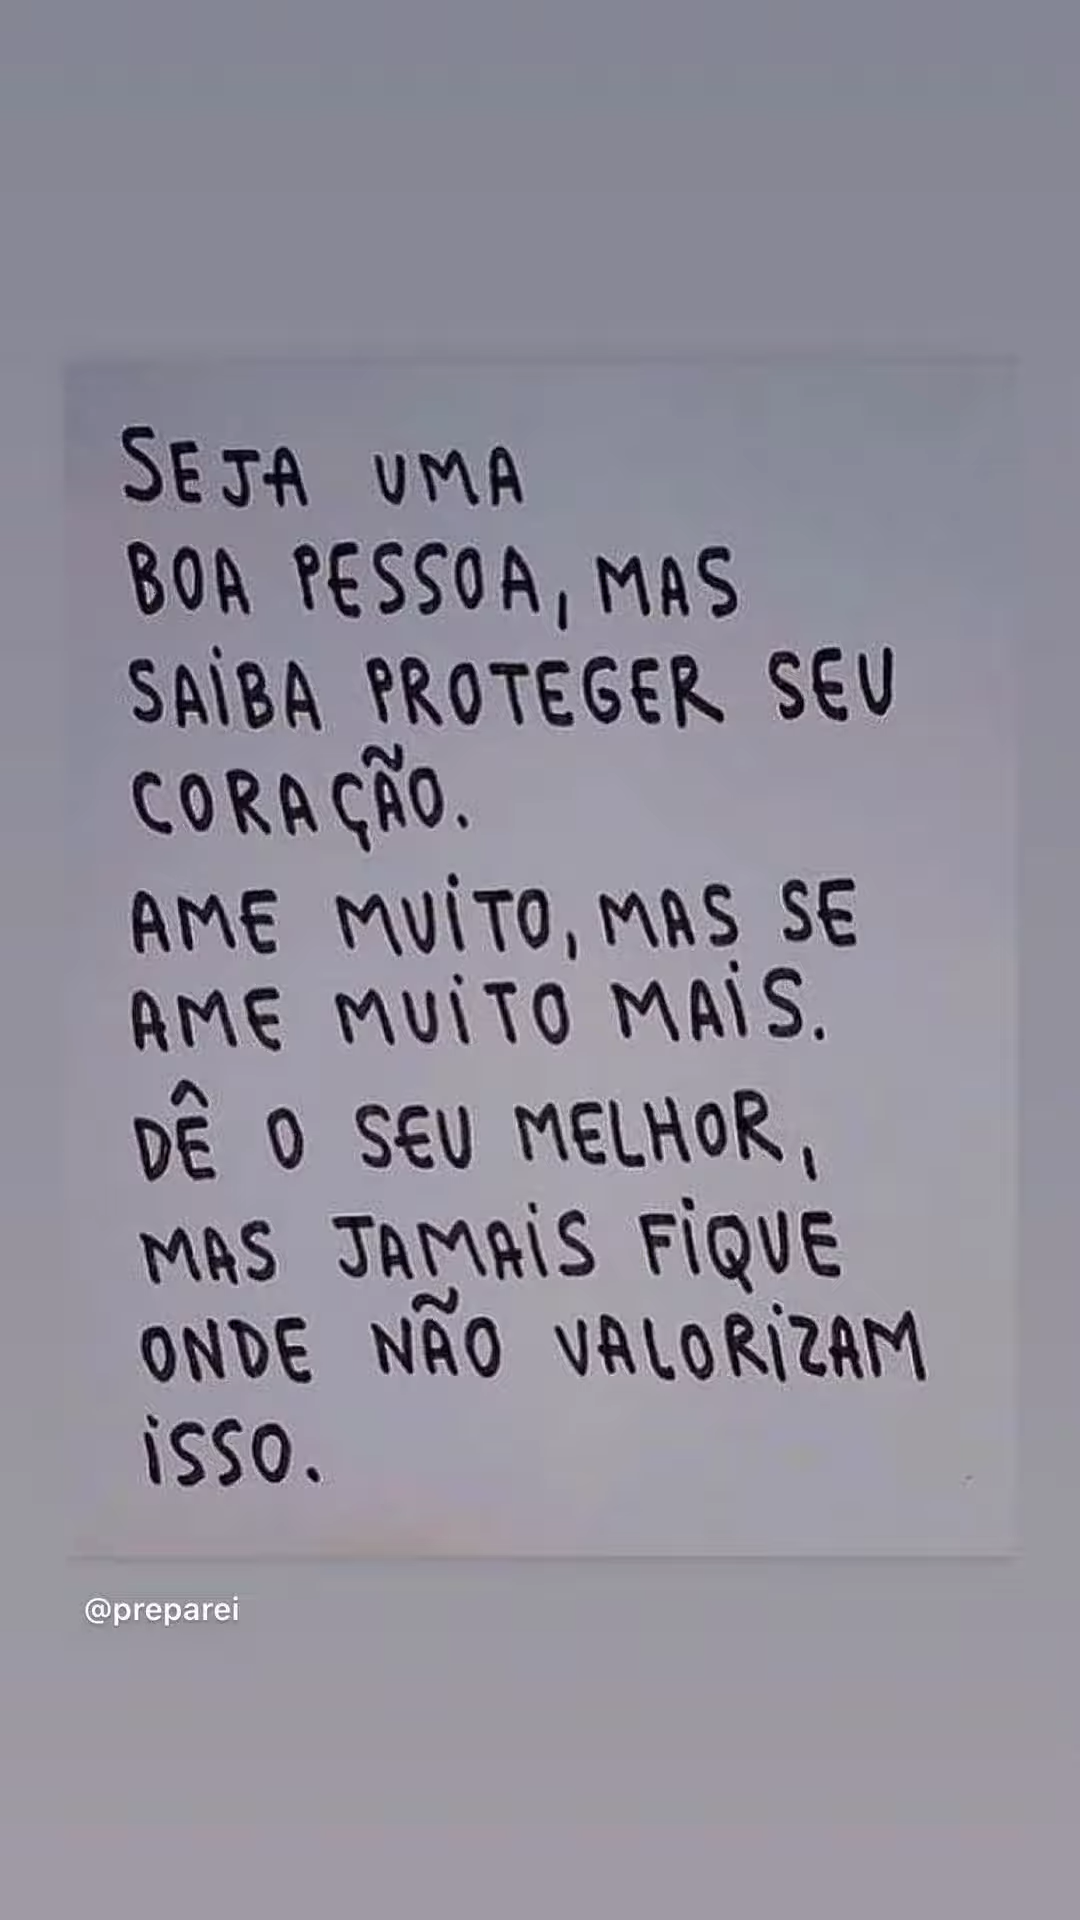 SEJA UMA
BOA PESSOA, MAS
SAIBA PROTEGER SEU
CORAÇÃO.
AME MUITO, MAS SE
AME MUITO MAIS.
DÊ O SEU MELHOR,
MAS JAMAIS FIQUE
ONDE NÃO VALORIZAM
ISSO.
@preparei